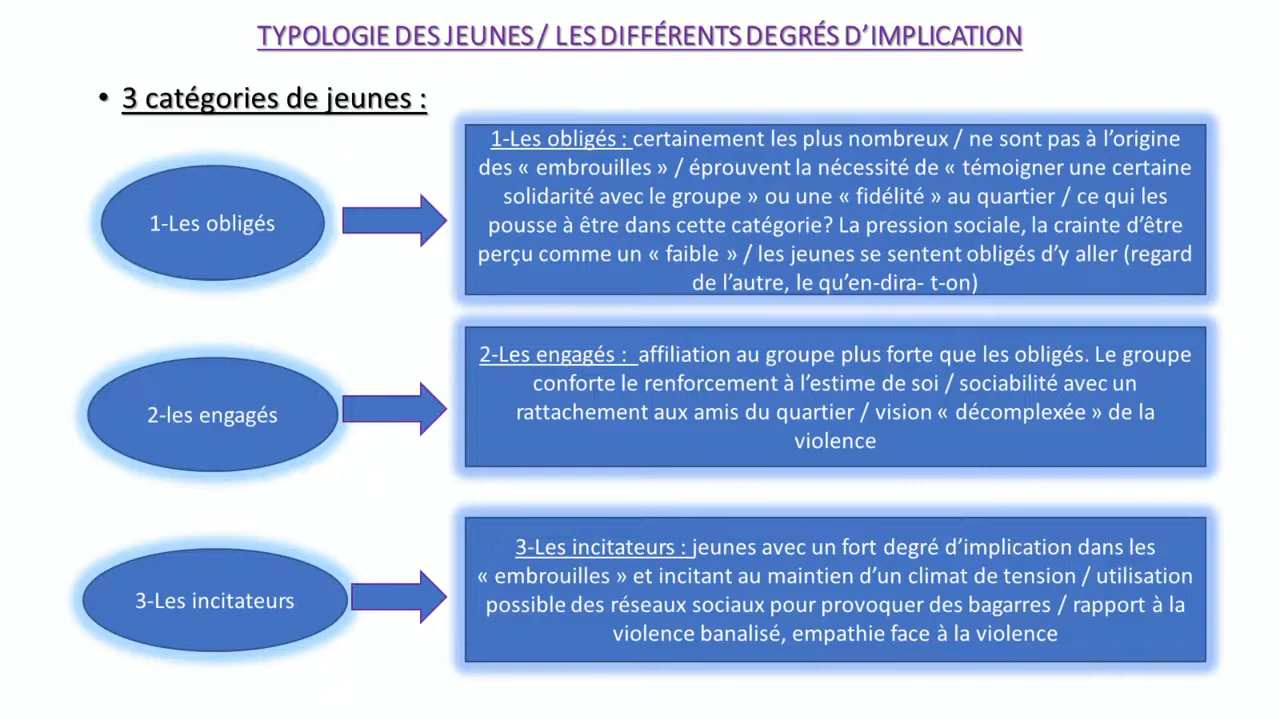 TYPOLOGIE DES JEUNES / LES DIFFÉRENTS DEGRÉS D’IMPLICATION
• 3 catégories de jeunes :
1-Les obligés
1-Les obligés : certainement les plus nombreux / ne sont pas à l’origine
des « embrouilles » / éprouvent la nécessité de « témoigner une certaine
solidarité avec le groupe » ou une « fidélité » au quartier / ce qui les
pousse à être dans cette catégorie? La pression sociale, la crainte d’être
perçu comme un « faible » / les jeunes se sentent obligés d’y aller (regard
de l’autre, le qu’en-dira- t-on)
2-les engagés
2-Les engagés : affiliation au groupe plus forte que les obligés. Le groupe
conforte le renforcement à l’estime de soi / sociabilité avec un
rattachement aux amis du quartier / vision « décomplexée » de la
violence
3-Les incitateurs
3-Les incitateurs : jeunes avec un fort degré d’implication dans les
« embrouilles » et incitant au maintien d’un climat de tension / utilisation
possible des réseaux sociaux pour provoquer des bagarres / rapport à la
violence banalisé, empathie face à la violence